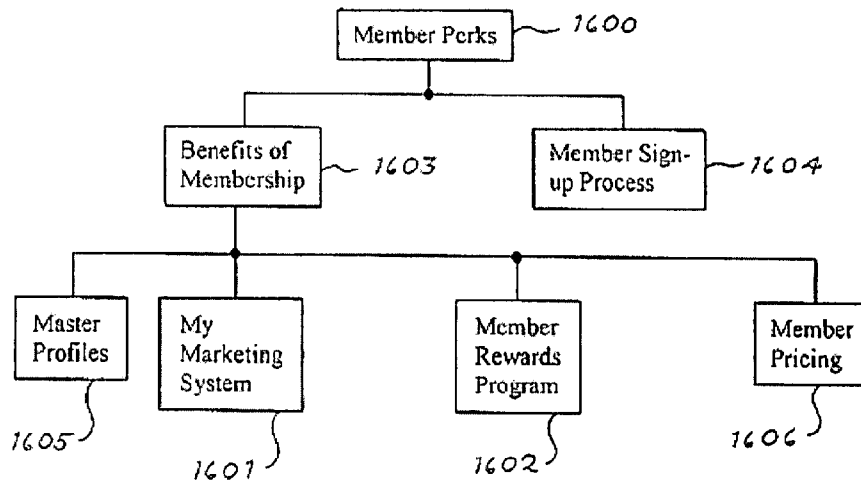 Member Perks
1600
Benefits of
Membership
1603
Member Sign-
up Process
1604
Master
Profiles
1605
My
Marketing
System
1601
Member
Rewards
Program
1602
Member
Pricing
1606